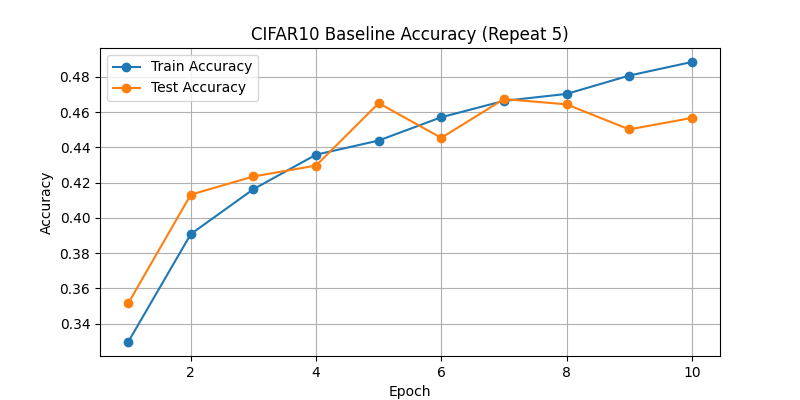 CIFAR10 Baseline Accuracy (Repeat 5)
Train Accuracy
Test Accuracy
Accuracy
0.48
0.46
0.44
0.42
0.40
0.38
0.36
0.34
2
4
6
8
10
Epoch